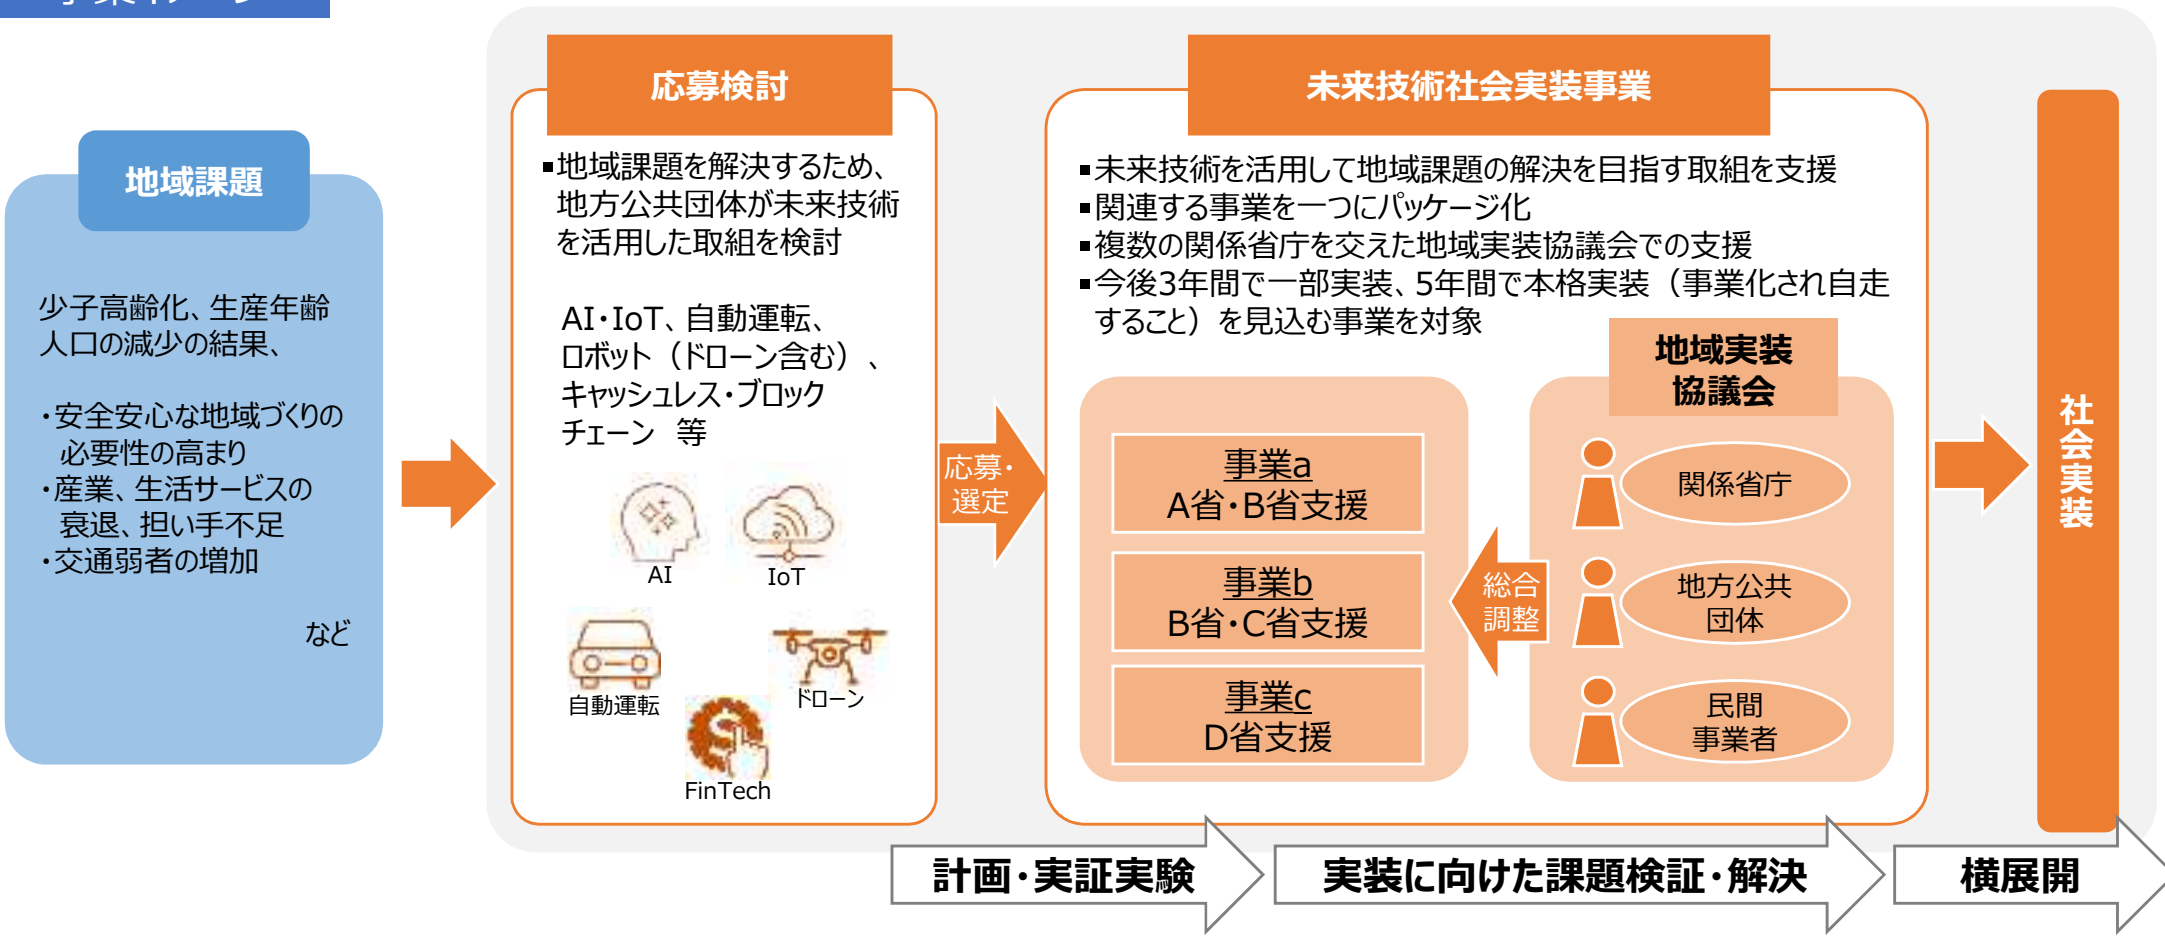 地域課題
少子高齢化、生産年齢
人口の減少の結果、
・安全安心な地域づくりの
必要性の高まり
・産業、生活サービスの
衰退、担い手不足
・交通弱者の増加
など
応募検討
▪地域課題を解決するため、
地方公共団体が未来技術
を活用した取組を検討
AI・IoT、自動運転、
ロボット（ドローン含む）、
キャッシュレス・ブロック
チェーン 等
AI
IoT
自動運転
ドローン
FinTech
応募・
選定
未来技術社会実装事業
▪未来技術を活用して地域課題の解決を目指す取組を支援
▪関連する事業を一つにパッケージ化
▪複数の関係省庁を交えた地域実装協議会での支援
▪今後3年間で一部実装、5年間で本格実装（事業化され自走
すること）を見込む事業を対象
事業a
A省・B省支援
事業b
B省・C省支援
事業c
D省支援
総合
調整
地域実装
協議会
関係省庁
地方公共
団体
民間
事業者
社会実装
計画・実証実験
実装に向けた課題検証・解決
横展開